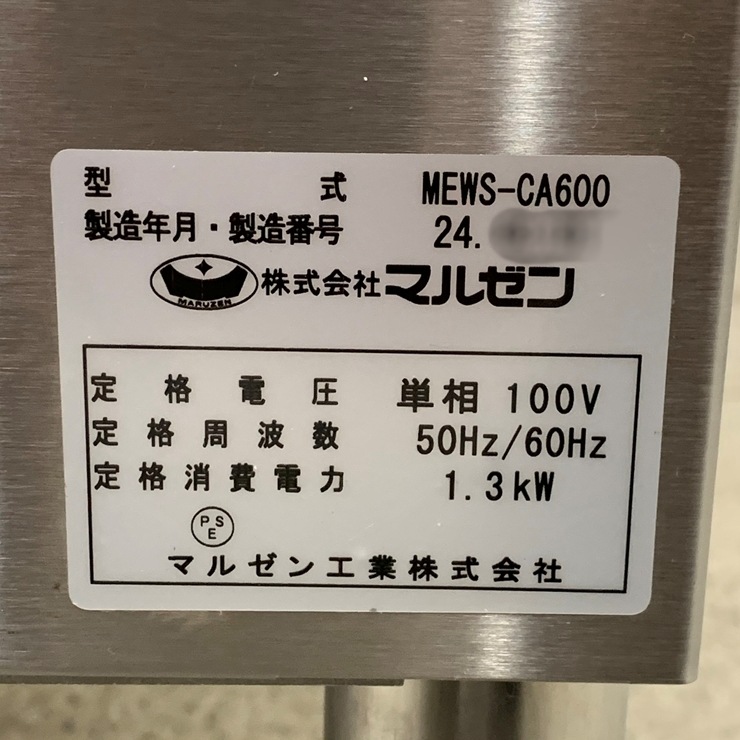 型 式 MEWS-CA600
製造年月・製造番号 24.
MARUZEN 株式会社 マルゼン
定格電圧 単相 100V
定格周波数 50Hz/60Hz
定格消費電力 1.3kW
PSE
マルゼン工業株式会社